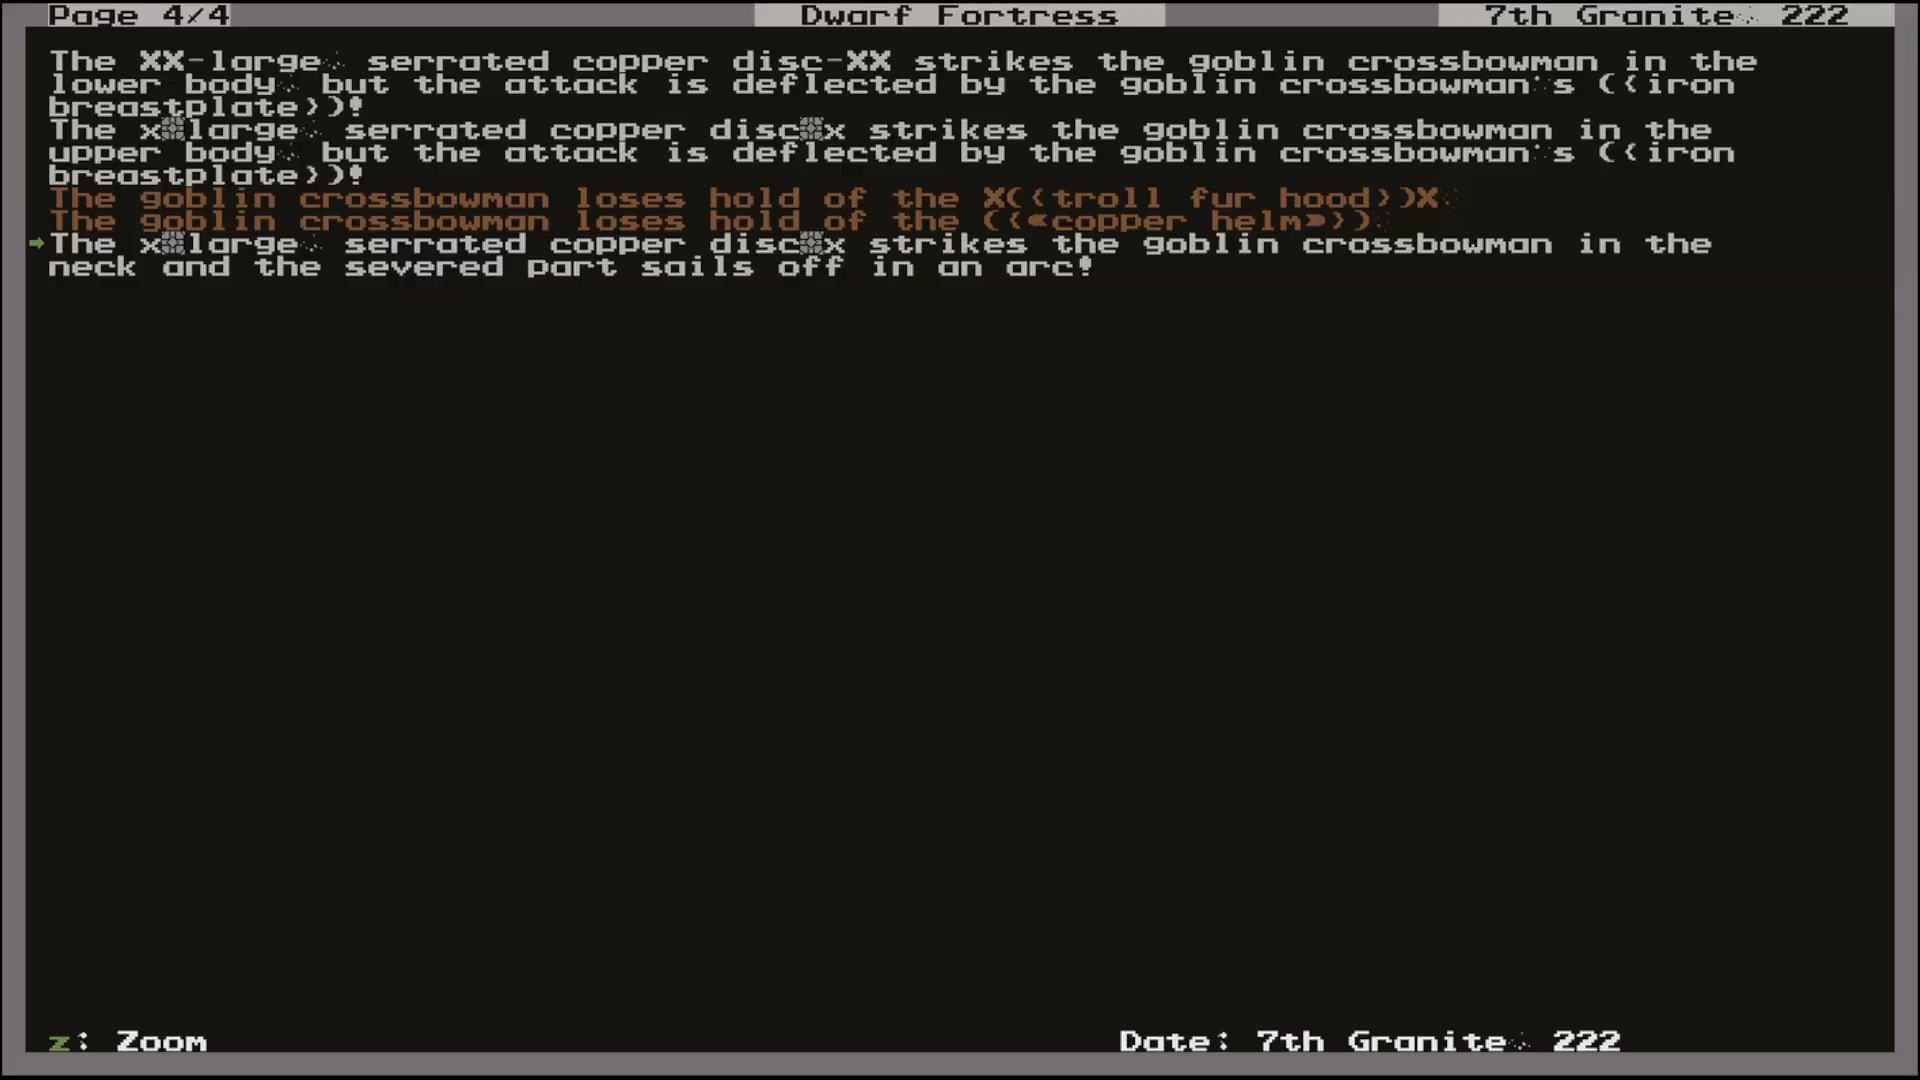 Page 4/4
Dwarf Fortress
7th Granite, 222
The XX-large, serrated copper disc-XX strikes the goblin crossbowman in the
lower body, but the attack is deflected by the goblin crossbowman's (<iron
breastplate>)!
The x☼large, serrated copper disc☼x strikes the goblin crossbowman in the
upper body, but the attack is deflected by the goblin crossbowman's (<iron
breastplate>)!
The goblin crossbowman loses hold of the X(<troll fur hood>)X.
The goblin crossbowman loses hold of the (<«copper helm»>).
The x☼large, serrated copper disc☼x strikes the goblin crossbowman in the
neck and the severed part sails off in an arc!
z: Zoom
Date: 7th Granite, 222